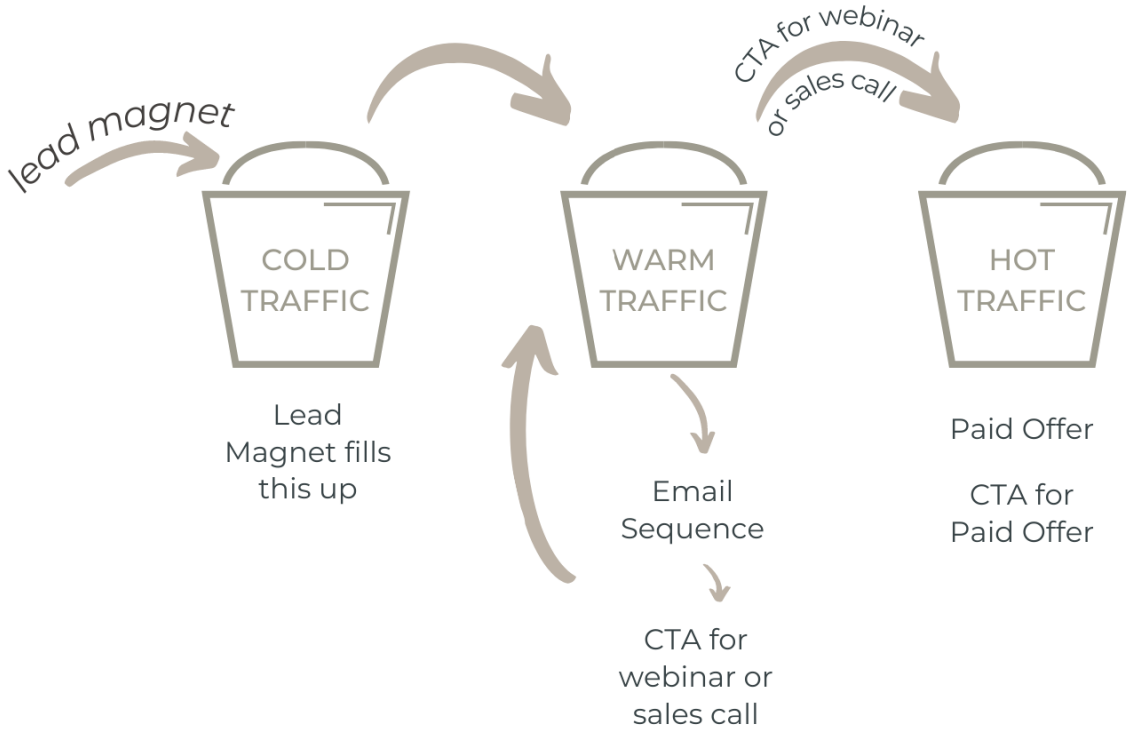 lead magnet
CTA for webinar
or sales call
COLD
TRAFFIC
WARM
TRAFFIC
HOT
TRAFFIC
Lead
Magnet fills
this up
Email
Sequence
CTA for
webinar or
sales call
Paid Offer
CTA for
Paid Offer